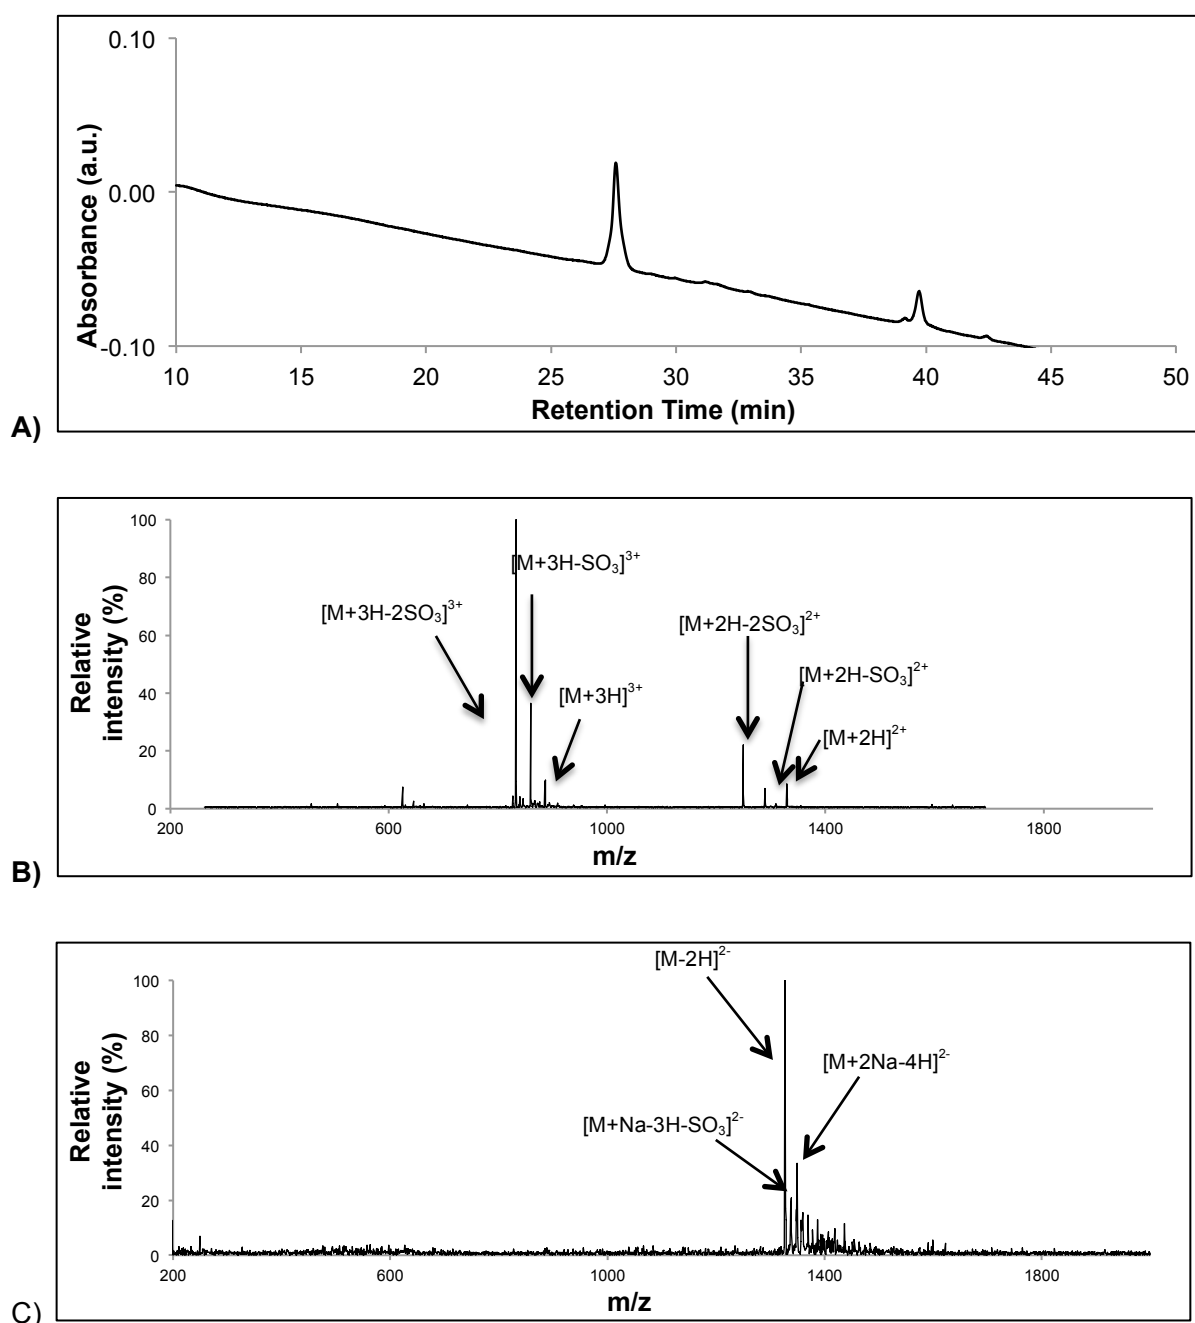 0.10
0.00
-0.10
Absorbance (a.u.)
10 15 20 25 30 35 40 45 50
Retention Time (min)
A)
100
80
60
40
20
0
Relative
intensity (%)
[M+3H-SO₃]³⁺
[M+3H-2SO₃]³⁺
[M+3H]³⁺
[M+2H-2SO₃]²⁺
[M+2H-SO₃]²⁺
[M+2H]²⁺
200 600 1000 1400 1800
m/z
B)
100
80
60
40
20
0
Relative
intensity (%)
[M-2H]²⁻
[M+2Na-4H]²⁻
[M+Na-3H-SO₃]²⁻
200 600 1000 1400 1800
m/z
C)